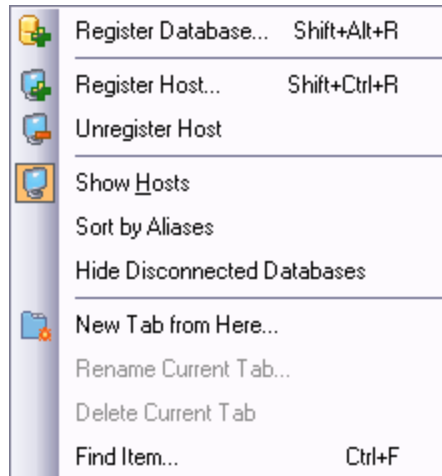 Register Database... Shift+Alt+R
Register Host... Shift+Ctrl+R
Unregister Host
Show Hosts
Sort by Aliases
Hide Disconnected Databases
New Tab from Here...
Rename Current Tab...
Delete Current Tab
Find Item... Ctrl+F